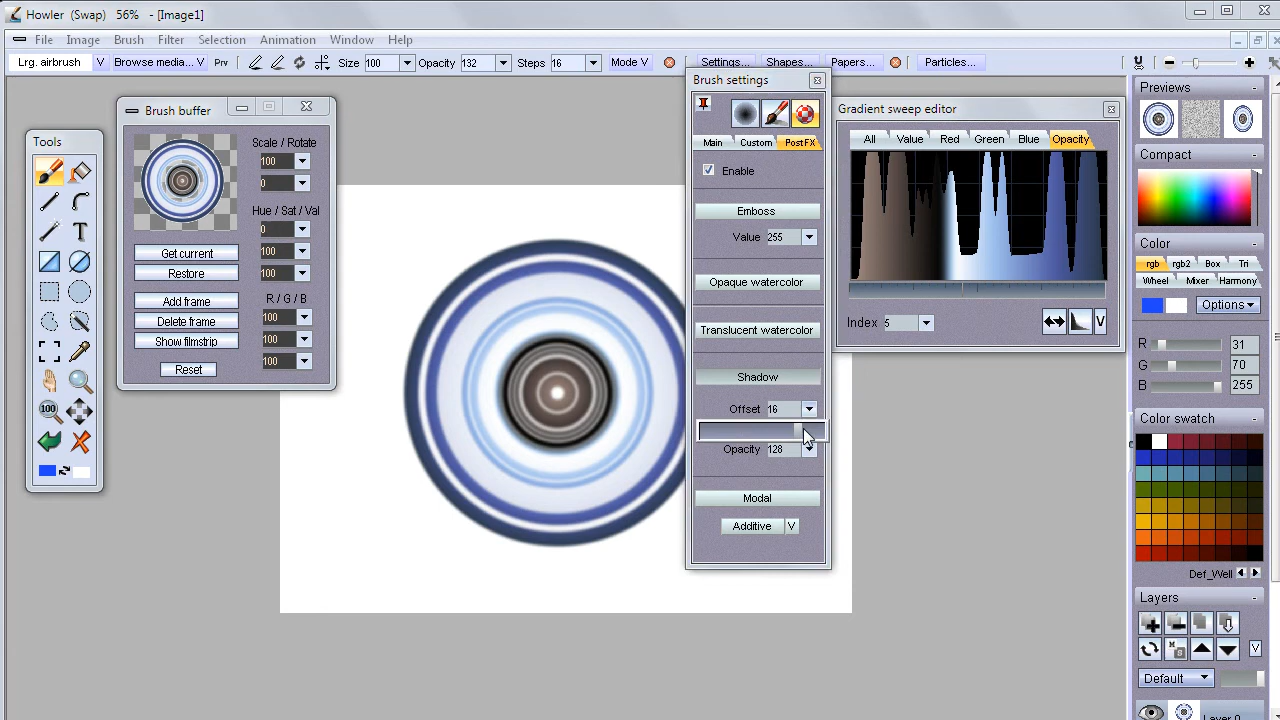 Howler (Swap) 56% - [Image1]
File Image Brush Filter Selection Animation Window Help
Lrg. airbrush V Browse media... V Prv Size 100 Opacity 132 Steps 16 Mode V Settings... Shapes... Papers... Particles...
Tools
100
Brush buffer
Scale / Rotate
100
0
Hue / Sat / Val
0
100
100
R / G / B
100
100
100
Get current
Restore
Add frame
Delete frame
Show filmstrip
Reset
Brush settings
Main Custom PostFX
Enable
Emboss
Value 255
Opaque watercolor
Translucent watercolor
Shadow
Offset 16
Opacity 128
Modal
Additive V
Gradient sweep editor
All Value Red Green Blue Opacity
Index 5 V
Previews -
Compact -
Color -
rgb rgb2 Box Tri
Wheel Mixer Harmony
Options
R 31
G 70
B 255
Color swatch -
Def_Well
Layers -
M S
V
Default
Layer 0